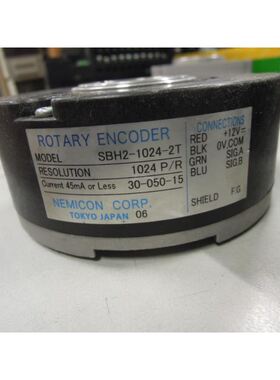 ROTARY ENCODER
MODEL SBH2-1024-2T
RESOLUTION 1024 P/R
Current 45mA or Less 30-050-15
NEMICON CORP.
TOKYO JAPAN 06
CONNECTIONS
RED +12V
BLK 0V,COM
GRN SIG.A
BLU SIG.B
SHIELD F.G